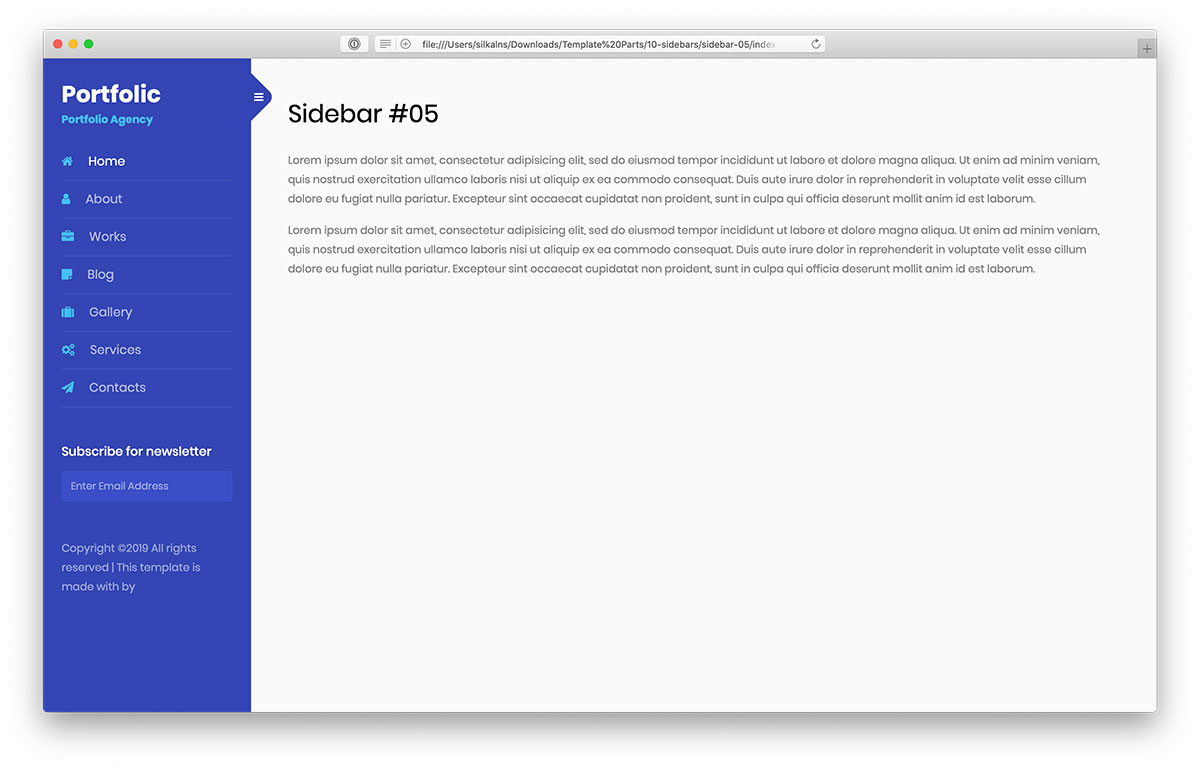 file:///Users/silkalns/Downloads/Template%20Parts/10-sidebars/sidebar-05/index.
Portfolic
Portfolio Agency
Home
About
Works
Blog
Gallery
Services
Contacts
Subscribe for newsletter
Enter Email Address
Copyright ©2019 All rights
reserved | This template is
made with by
Sidebar #05
Lorem ipsum dolor sit amet, consectetur adipisicing elit, sed do eiusmod tempor incididunt ut labore et dolore magna aliqua. Ut enim ad minim veniam,
quis nostrud exercitation ullamco laboris nisi ut aliquip ex ea commodo consequat. Duis aute irure dolor in reprehenderit in voluptate velit esse cillum
dolore eu fugiat nulla pariatur. Excepteur sint occaecat cupidatat non proident, sunt in culpa qui officia deserunt mollit anim id est laborum.
Lorem ipsum dolor sit amet, consectetur adipisicing elit, sed do eiusmod tempor incididunt ut labore et dolore magna aliqua. Ut enim ad minim veniam,
quis nostrud exercitation ullamco laboris nisi ut aliquip ex ea commodo consequat. Duis aute irure dolor in reprehenderit in voluptate velit esse cillum
dolore eu fugiat nulla pariatur. Excepteur sint occaecat cupidatat non proident, sunt in culpa qui officia deserunt mollit anim id est laborum.